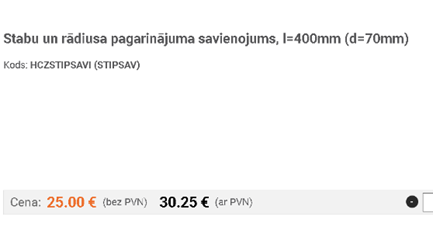 Stabu un rādiusa pagarinājuma savienojums, l=400mm (d=70mm)
Kods: HCZSTIPSAVI (STIPSAV)
Cena: 25.00 € (bez PVN) 30.25 € (ar PVN)